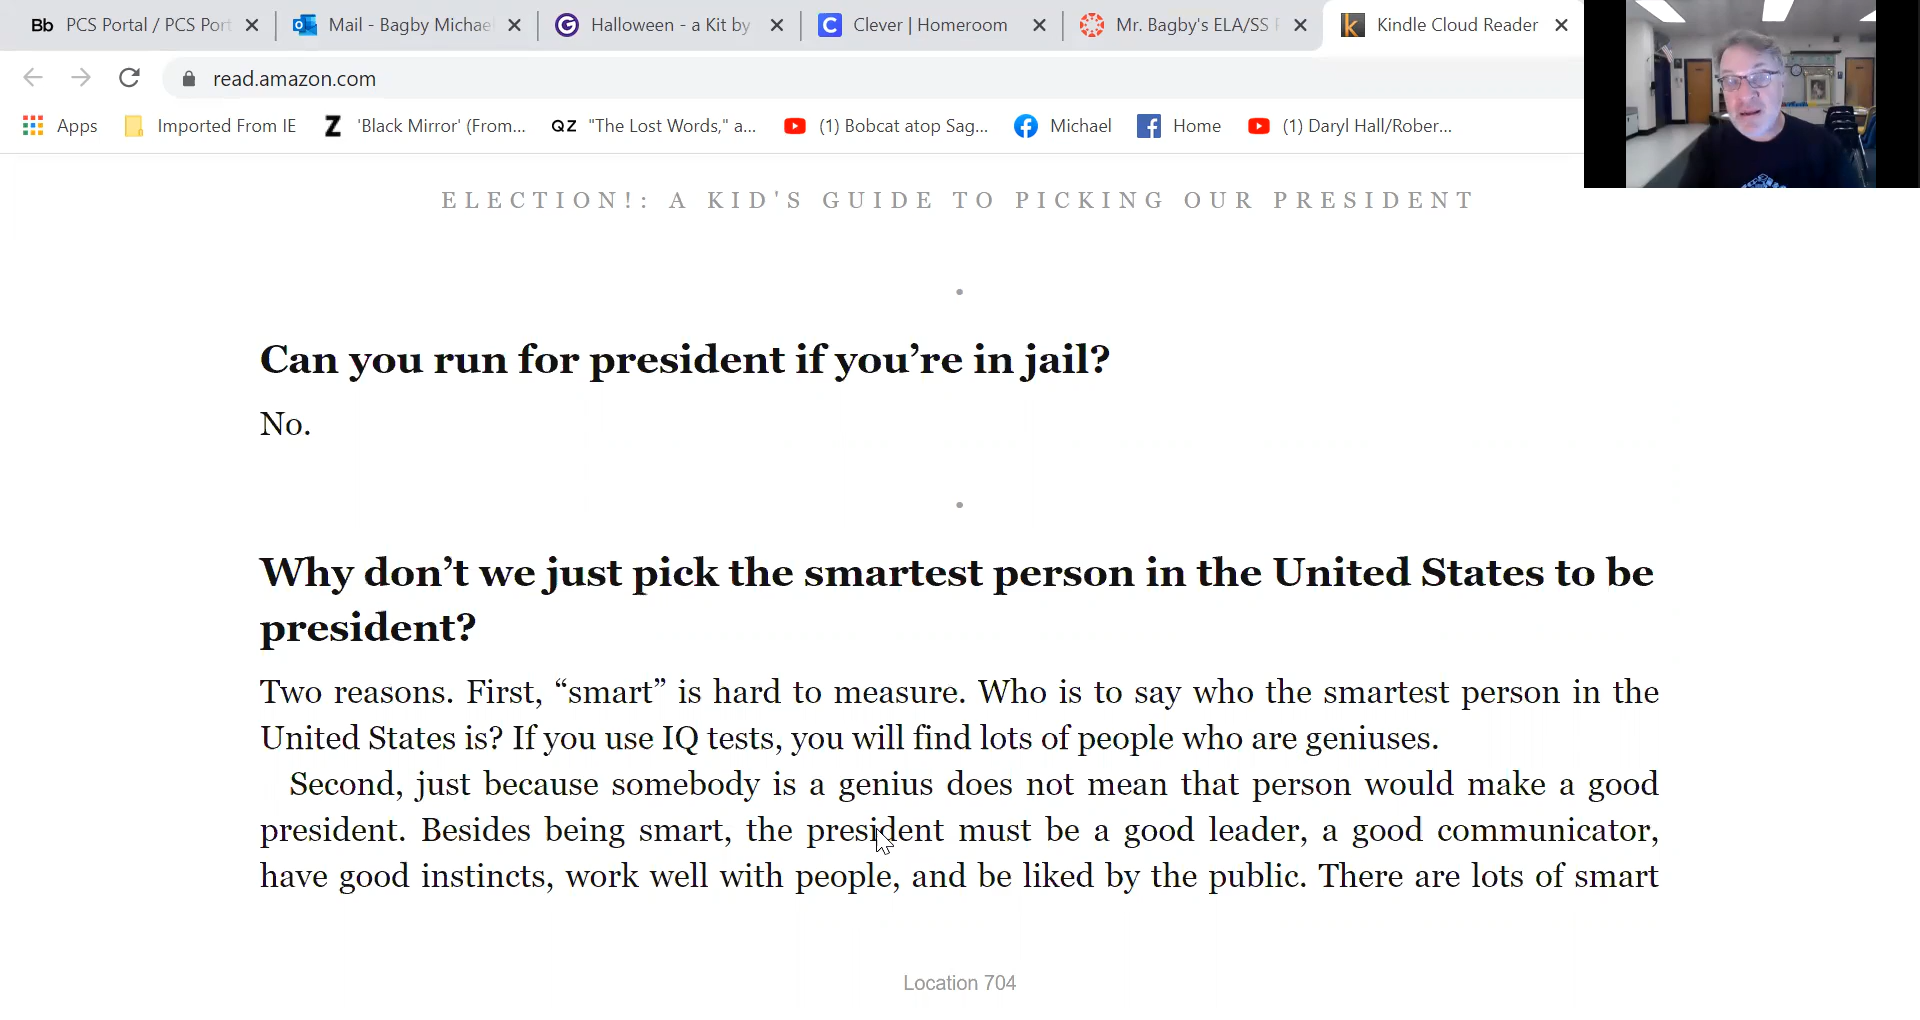 Bb PCS Portal / PCS Port
Mail - Bagby Michae
Halloween - a Kit by
Clever | Homeroom
Mr. Bagby's ELA/SS
Kindle Cloud Reader
read.amazon.com
Apps
Imported From IE
Z 'Black Mirror' (From...
QZ "The Lost Words," a...
(1) Bobcat atop Sag...
Michael
Home
(1) Daryl Hall/Rober...
ELECTION!: A KID'S GUIDE TO PICKING OUR PRESIDENT
Can you run for president if you’re in jail?
No.
Why don’t we just pick the smartest person in the United States to be
president?
Two reasons. First, “smart” is hard to measure. Who is to say who the smartest person in the
United States is? If you use IQ tests, you will find lots of people who are geniuses.
Second, just because somebody is a genius does not mean that person would make a good
president. Besides being smart, the president must be a good leader, a good communicator,
have good instincts, work well with people, and be liked by the public. There are lots of smart
Location 704